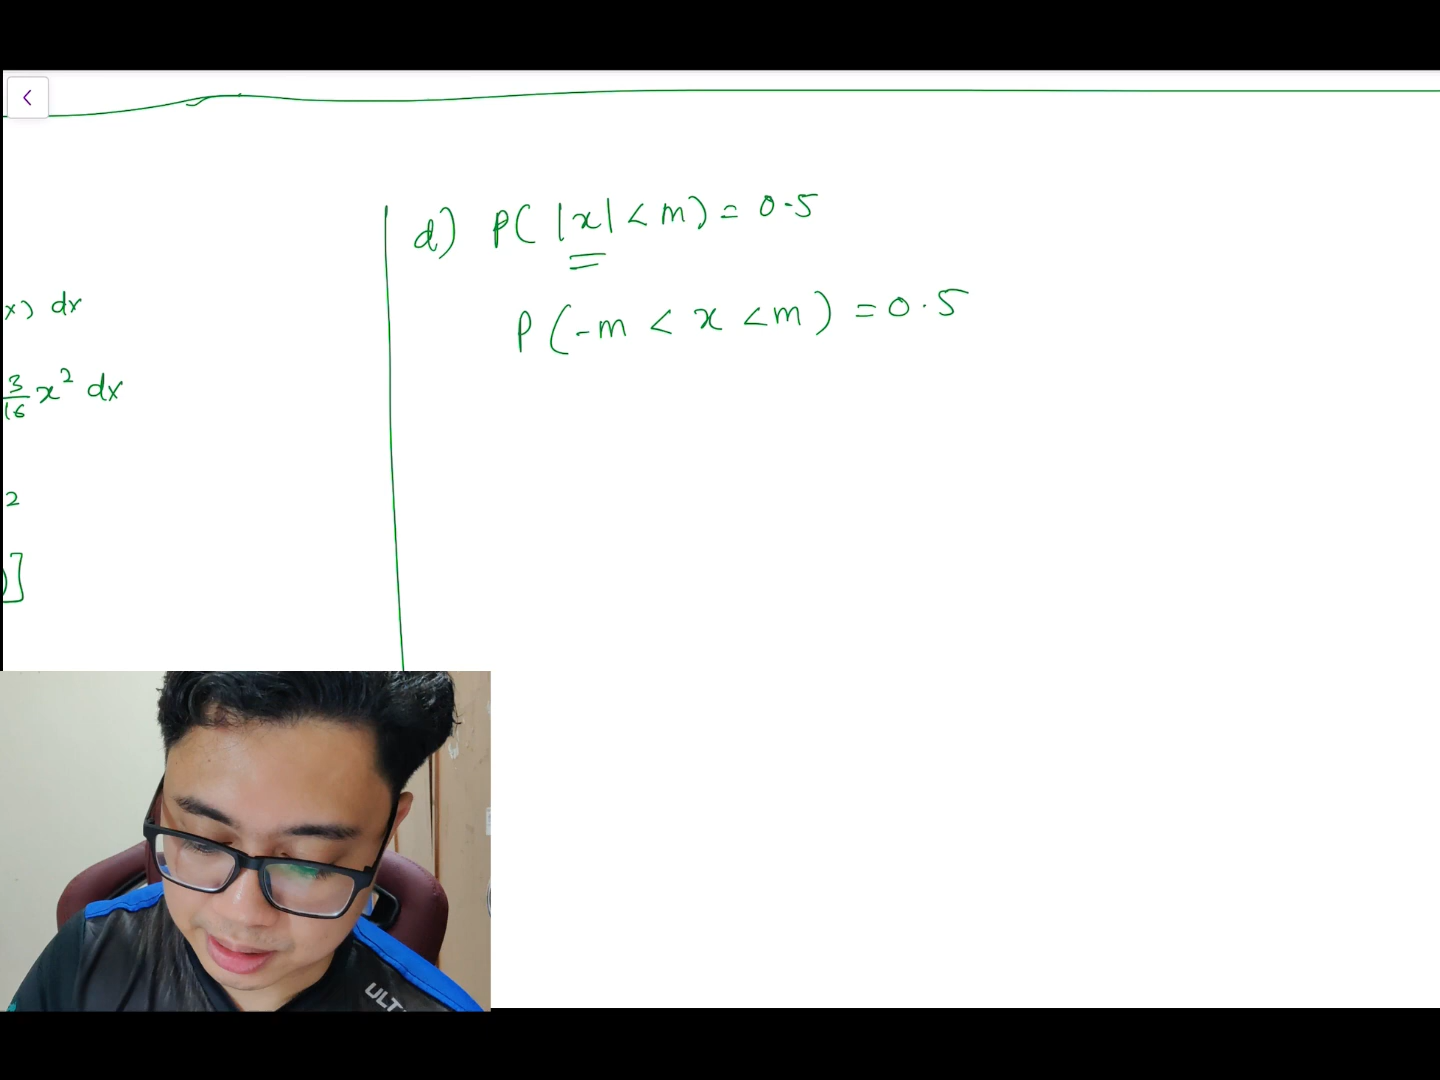 d) P( |x| < m) = 0.5
P(-m < x < m) = 0.5
x) dx
3/16 x² dx
2
)]
ULT